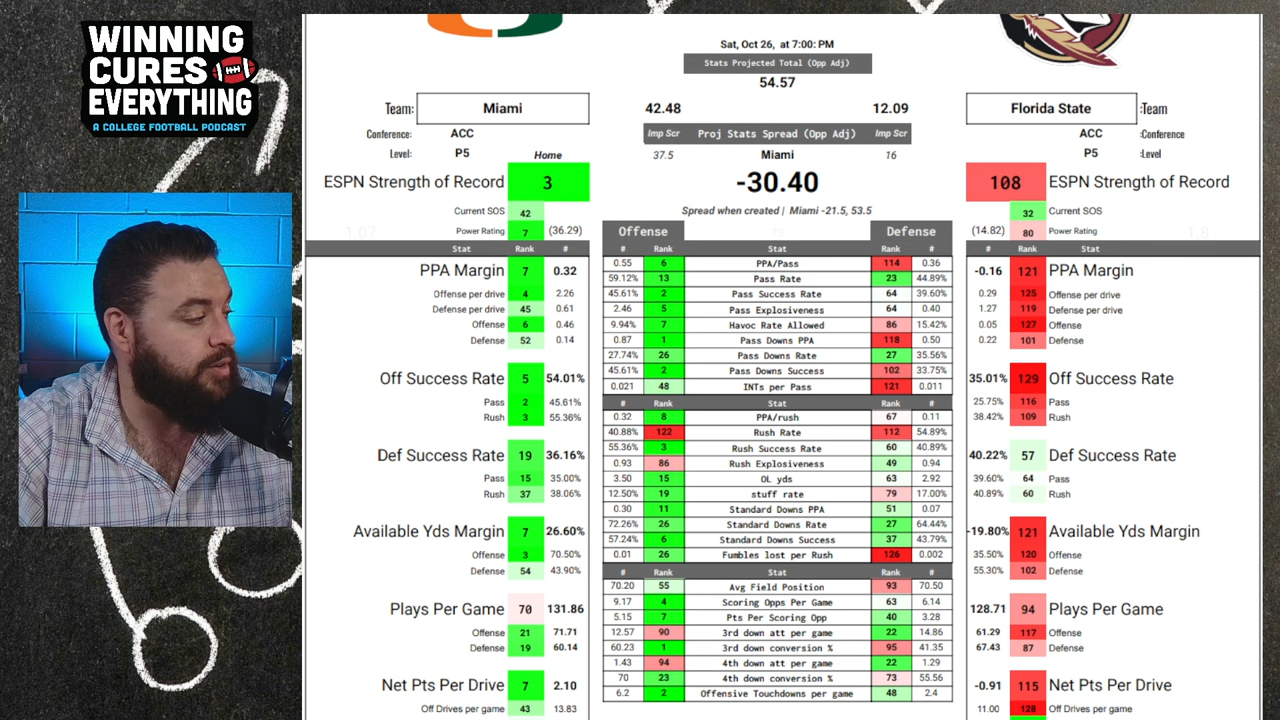 WINNING
CURES
EVERYTHING
A COLLEGE FOOTBALL PODCAST
Sat, Oct 26, at 7:00: PM
Stats Projected Total (Opp Adj)
54.57
Team: Miami 42.48 12.09 Florida State :Team
Conference: ACC Imp Scr Proj Stats Spread (Opp Adj) Imp Scr ACC :Conference
Level: P5 Home 37.5 Miami 16 P5 :Level
ESPN Strength of Record 3 -30.40 108 ESPN Strength of Record
Current SOS 42 Spread when created | Miami -21.5, 53.5 32 Current SOS
Power Rating 7 (36.29) Offense Defense (14.82) 80 Power Rating
Stat Rank # # Rank Stat Rank # # Rank Stat
PPA Margin 7 0.32 0.55 6 PPA/Pass 114 0.36 -0.16 121 PPA Margin
59.12% 13 Pass Rate 23 44.89%
Offense per drive 4 2.26 45.61% 2 Pass Success Rate 64 39.60% 0.29 125 Offense per drive
Defense per drive 45 0.61 2.46 5 Pass Explosiveness 64 0.40 1.27 119 Defense per drive
Offense 6 0.46 9.94% 7 Havoc Rate Allowed 86 15.42% 0.05 127 Offense
Defense 52 0.14 0.87 1 Pass Downs PPA 118 0.50 0.22 101 Defense
27.74% 26 Pass Downs Rate 27 35.56%
Off Success Rate 5 54.01% 45.61% 2 Pass Downs Success 102 33.75% 35.01% 129 Off Success Rate
0.021 48 INTs per Pass 121 0.011
Pass 2 45.61% # Rank Stat Rank # 25.75% 116 Pass
Rush 3 55.36% 0.32 8 PPA/rush 67 0.11 38.42% 109 Rush
40.88% 122 Rush Rate 112 54.89%
Def Success Rate 19 36.16% 55.36% 3 Rush Success Rate 60 40.89% 40.22% 57 Def Success Rate
0.93 86 Rush Explosiveness 49 0.94
Pass 15 35.00% 3.50 15 OL yds 63 2.92 39.60% 64 Pass
Rush 37 38.06% 12.50% 19 stuff rate 79 17.00% 40.89% 60 Rush
0.30 11 Standard Downs PPA 51 0.07
Available Yds Margin 7 26.60% 72.26% 26 Standard Downs Rate 27 64.44% -19.80% 121 Available Yds Margin
57.24% 6 Standard Downs Success 37 43.79%
Offense 3 70.50% 0.01 26 Fumbles lost per Rush 126 0.002 35.50% 120 Offense
Defense 54 43.90% # Rank Stat Rank # 55.30% 102 Defense
70.20 55 Avg Field Position 93 70.50
Plays Per Game 70 131.86 9.17 4 Scoring Opps Per Game 63 6.14 128.71 94 Plays Per Game
5.15 7 Pts Per Scoring Opp 40 3.28
Offense 21 71.71 12.57 90 3rd down att per game 22 14.86 61.29 117 Offense
Defense 19 60.14 60.23 1 3rd down conversion % 95 41.35 67.43 87 Defense
1.43 94 4th down att per game 22 1.29
Net Pts Per Drive 7 2.10 70 23 4th down conversion % 73 55.56 -0.91 115 Net Pts Per Drive
6.2 2 Offensive Touchdowns per game 48 2.4
Off Drives per game 43 13.83 11.00 128 Off Drives per game